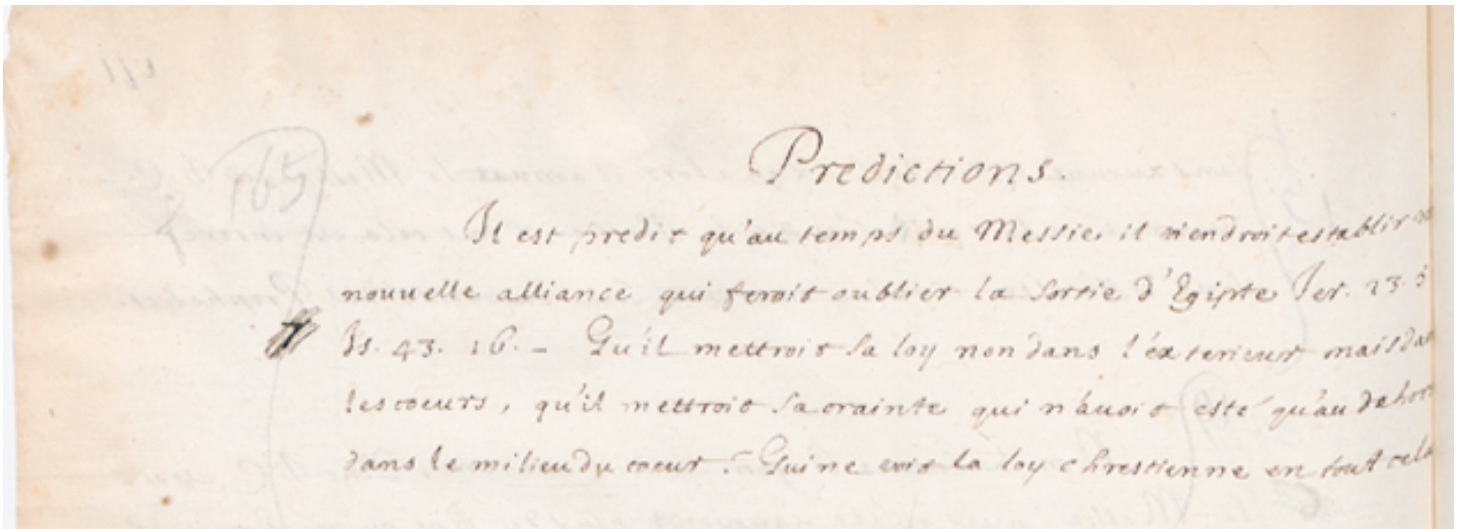 165
Predictions.
Il est predit qu'au temps du Messie il viendroit establir
nouuelle alliance qui feroit oublier la sortie d'Egipte Jer. 23. 5
Is. 43. 16. - Qu'il mettroit sa loy non dans l'exterieur mais
les coeurs, qu'il mettroit sa crainte qui n'auoit esté qu'au dehors
dans le milieu du coeur. Qui ne voit la loy chrestienne en tout cela